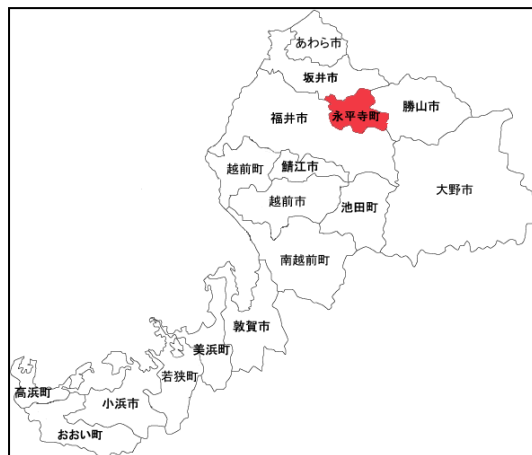 あわら市
坂井市
福井市
永平寺町
勝山市
越前町
鯖江市
大野市
越前市
池田町
南越前町
敦賀市
美浜町
若狭町
高浜町
小浜市
おおい町